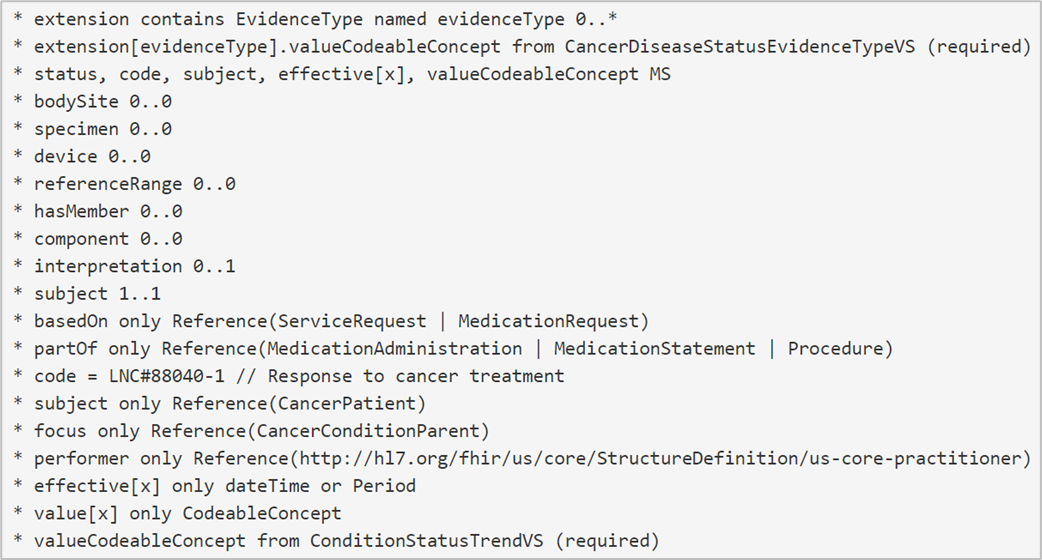 * extension contains EvidenceType named evidenceType 0..*
* extension[evidenceType].valueCodeableConcept from CancerDiseaseStatusEvidenceTypeVS (required)
* status, code, subject, effective[x], valueCodeableConcept MS
* bodySite 0..0
* specimen 0..0
* device 0..0
* referenceRange 0..0
* hasMember 0..0
* component 0..0
* interpretation 0..1
* subject 1..1
* basedOn only Reference(ServiceRequest | MedicationRequest)
* partOf only Reference(MedicationAdministration | MedicationStatement | Procedure)
* code = LNC#88040-1 // Response to cancer treatment
* subject only Reference(CancerPatient)
* focus only Reference(CancerConditionParent)
* performer only Reference(http://hl7.org/fhir/us/core/StructureDefinition/us-core-practitioner)
* effective[x] only dateTime or Period
* value[x] only CodeableConcept
* valueCodeableConcept from ConditionStatusTrendVS (required)